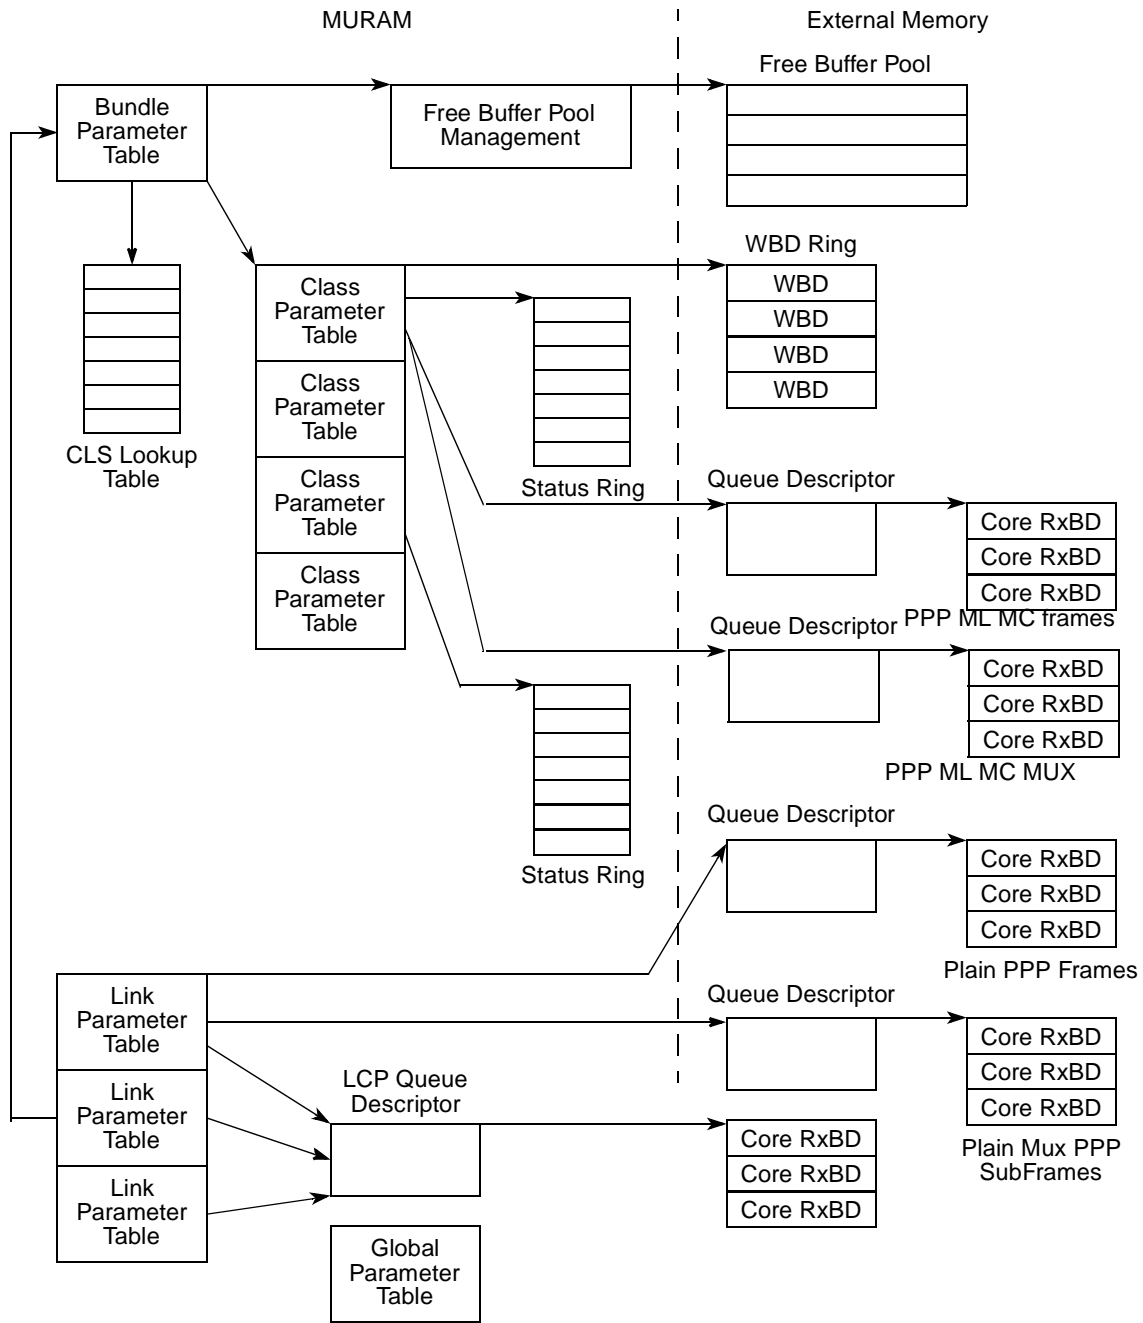 MURAM
External Memory
Free Buffer Pool
Bundle
Parameter
Table
Free Buffer Pool
Management
WBD Ring
WBD
WBD
WBD
WBD
Class
Parameter
Table
Class
Parameter
Table
Class
Parameter
Table
Class
Parameter
Table
CLS Lookup
Table
Status Ring
Queue Descriptor
Core RxBD
Core RxBD
Core RxBD
PPP ML MC frames
Queue Descriptor
Core RxBD
Core RxBD
Core RxBD
PPP ML MC MUX
Status Ring
Queue Descriptor
Core RxBD
Core RxBD
Core RxBD
Plain PPP Frames
Link
Parameter
Table
Link
Parameter
Table
Link
Parameter
Table
Queue Descriptor
Core RxBD
Core RxBD
Core RxBD
Plain Mux PPP
SubFrames
LCP Queue
Descriptor
Core RxBD
Core RxBD
Core RxBD
Global
Parameter
Table